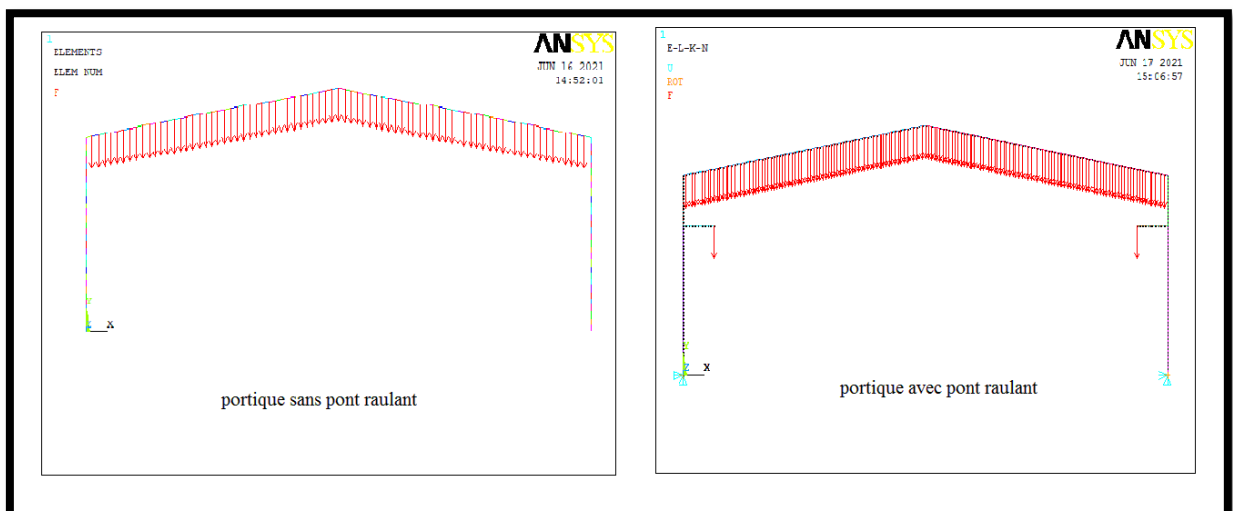 1
ELEMENTS
ELEM NUM
F
ANSYS
JUN 16 2021
14:52:01
Y
Z X
portique sans pont raulant
1
E-L-K-N
U
ROT
F
ANSYS
JUN 17 2021
15:06:57
Y
Z X
portique avec pont raulant